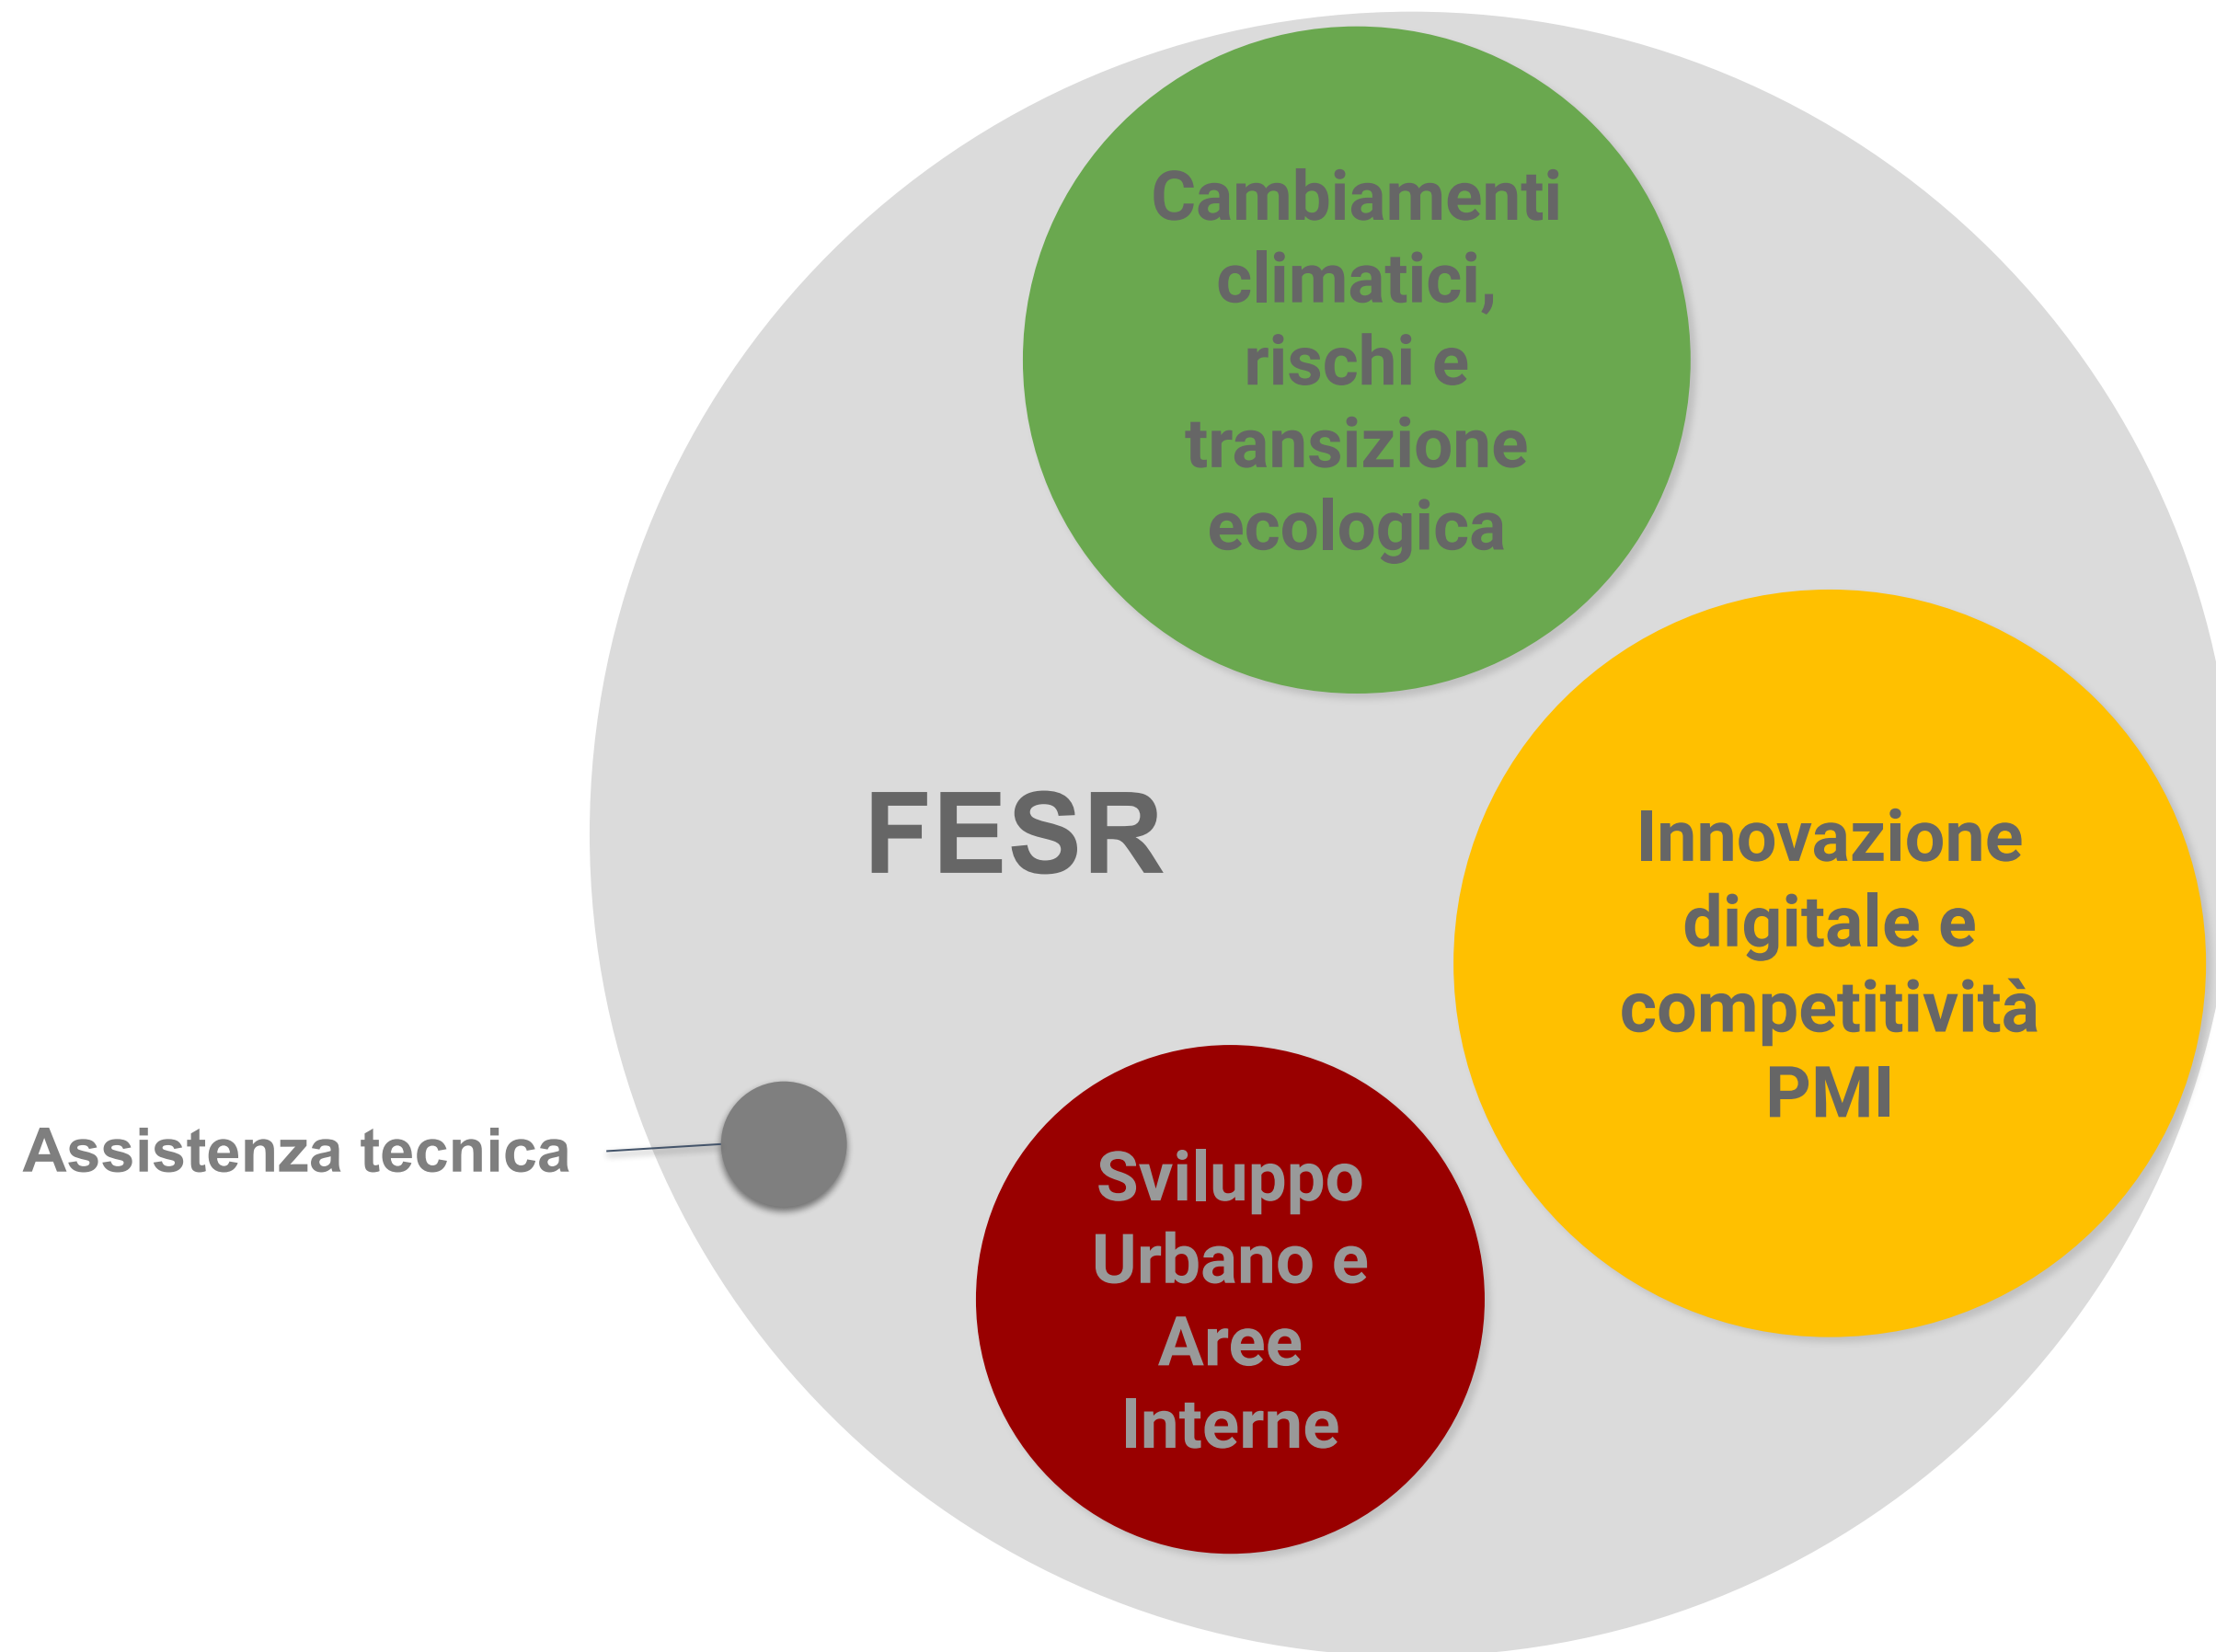 Cambiamenti
climatici,
rischi e
transizione
ecologica
FESR
Innovazione
digitale e
competitività
PMI
Assistenza tecnica
Sviluppo
Urbano e
Aree
Interne